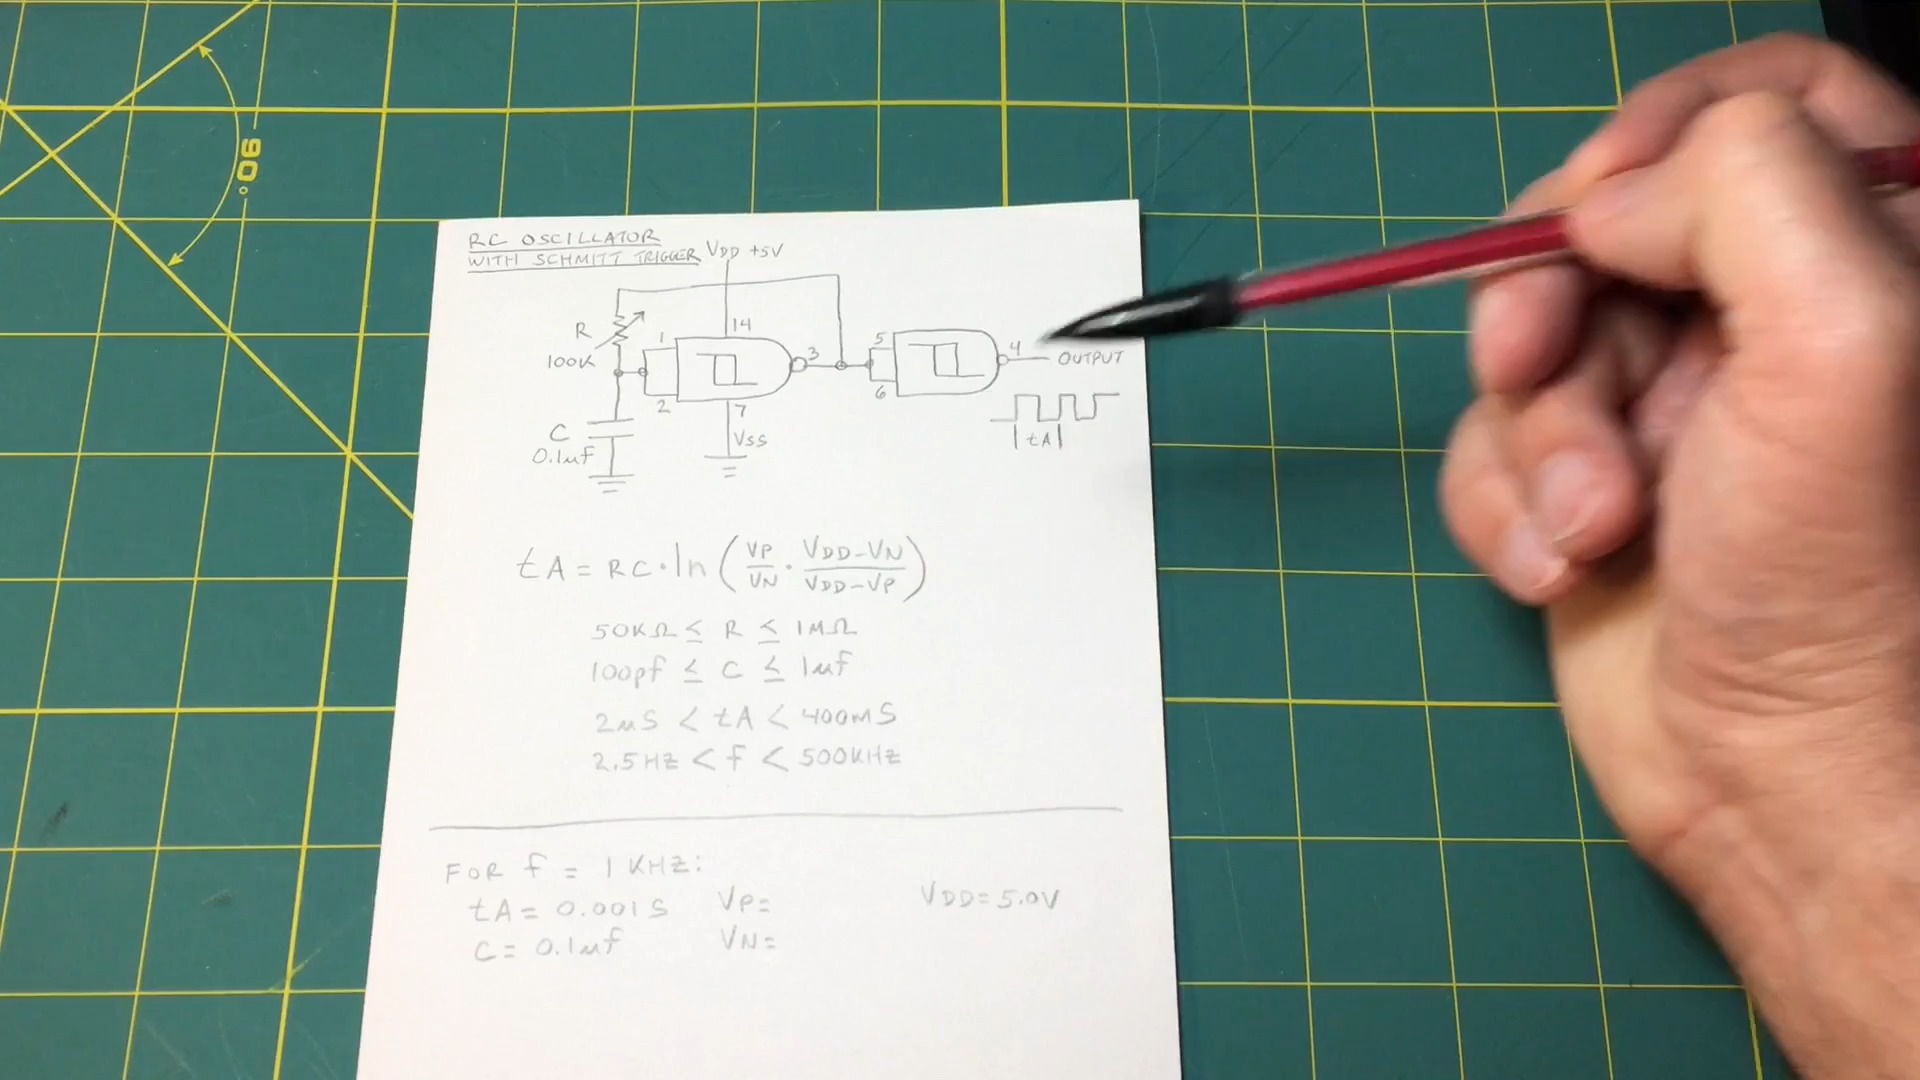 90°
RC OSCILLATOR
WITH SCHMITT TRIGGER
VDD +5V
14
R
100K
1
2
3
5
6
4
OUTPUT
7
VSS
C
0.1uf
tA
tA = RC · ln (VP/VN · VDD-VN/VDD-VP)
50KΩ ≤ R ≤ 1MΩ
100pf ≤ C ≤ 1uf
2uS < tA < 400mS
2.5HZ < f < 500KHZ
FOR f = 1 KHZ:
tA = 0.001S VP= VDD=5.0V
C = 0.1uf VN=